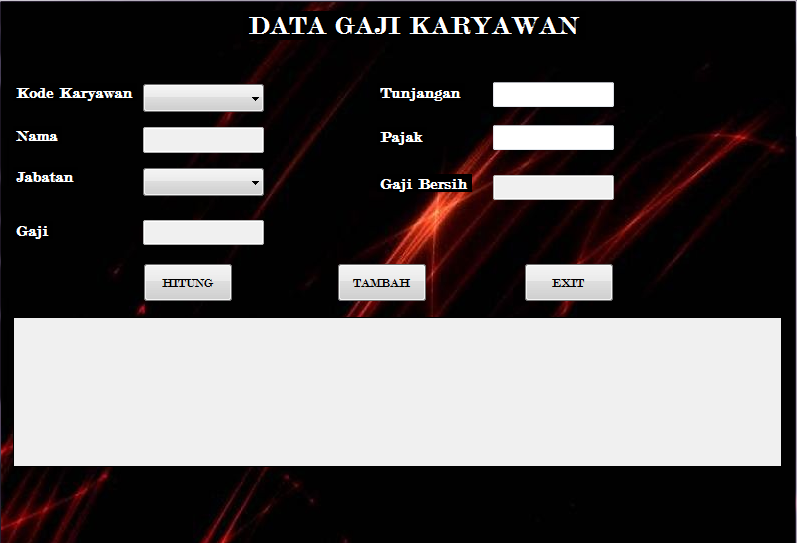 DATA GAJI KARYAWAN
Kode Karyawan
Nama
Jabatan
Gaji
Tunjangan
Pajak
Gaji Bersih
HITUNG
TAMBAH
EXIT